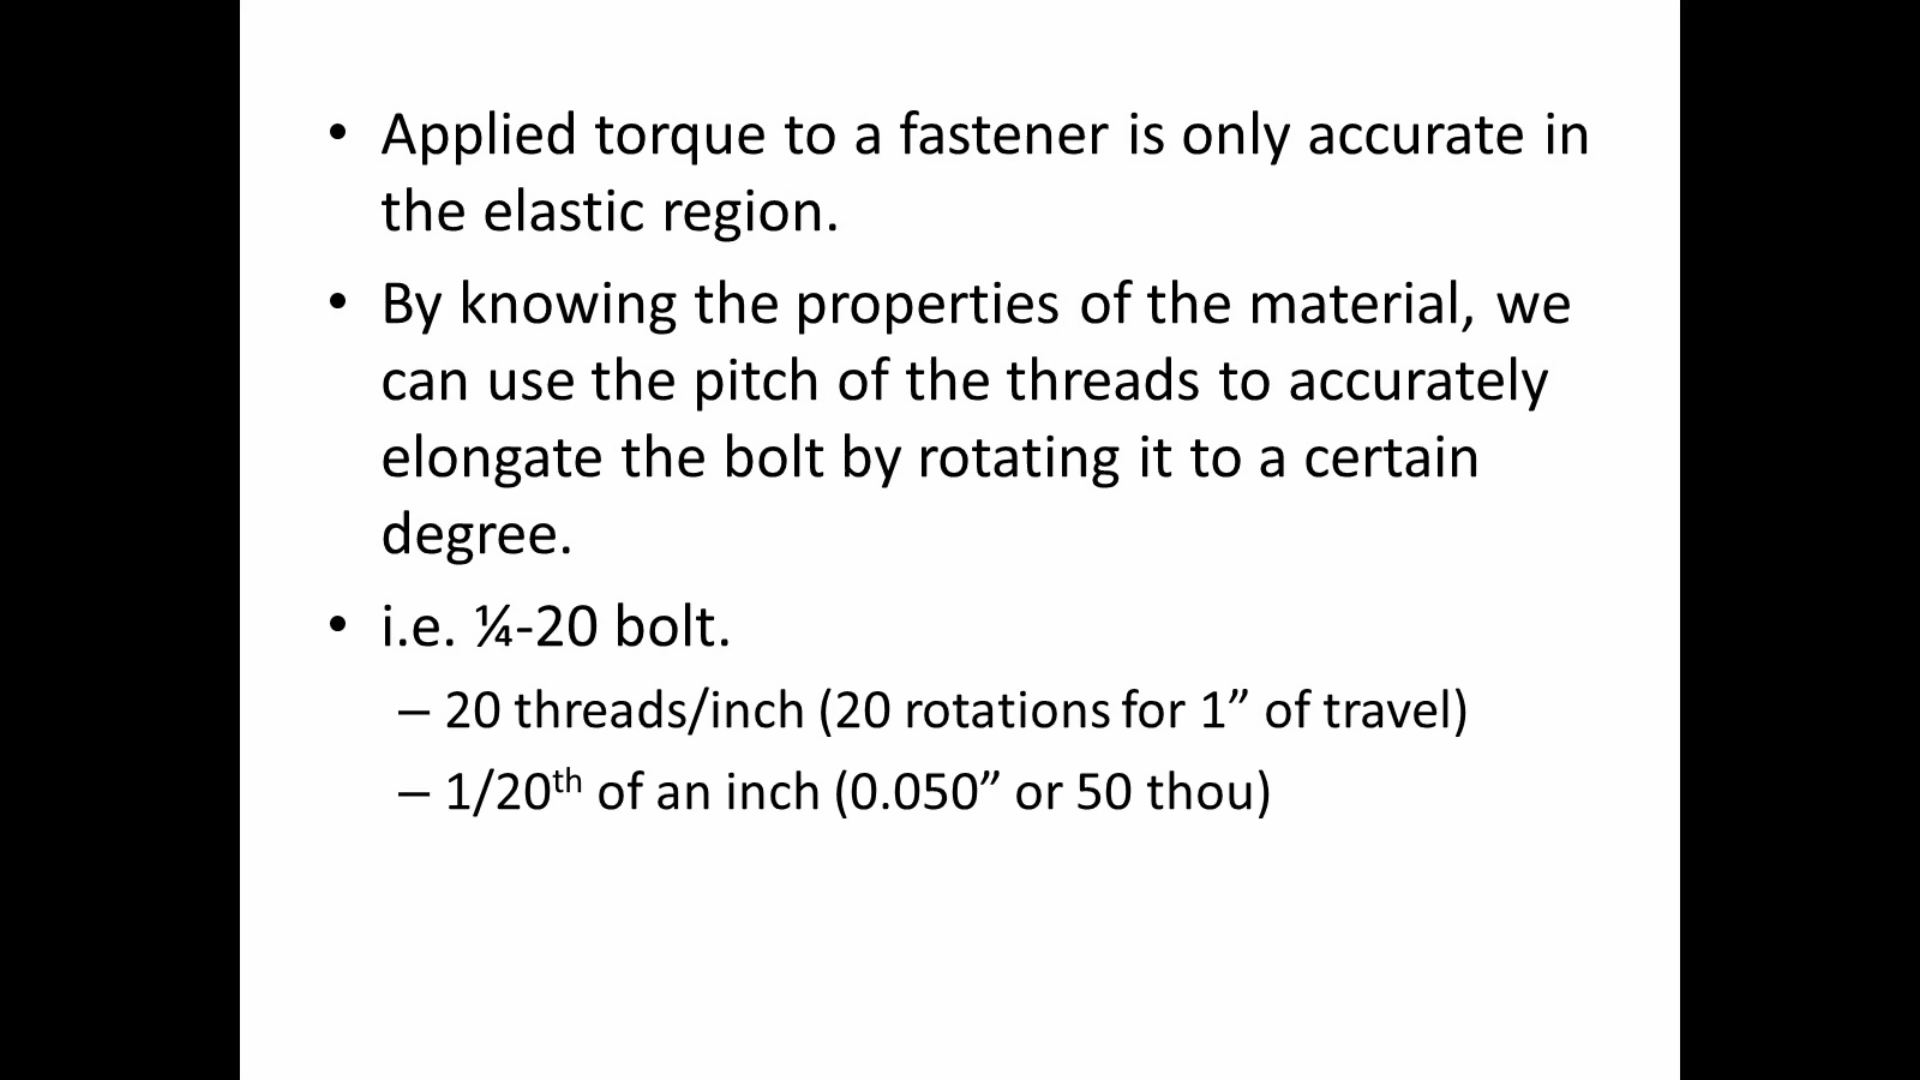 • Applied torque to a fastener is only accurate in
the elastic region.
• By knowing the properties of the material, we
can use the pitch of the threads to accurately
elongate the bolt by rotating it to a certain
degree.
• i.e. ¼-20 bolt.
– 20 threads/inch (20 rotations for 1” of travel)
– 1/20th of an inch (0.050” or 50 thou)